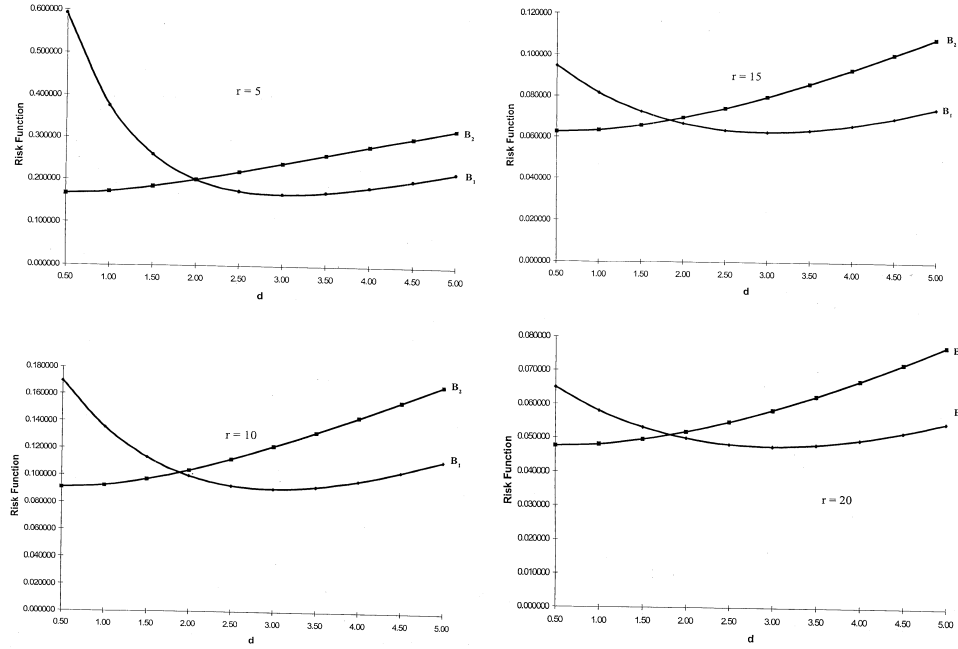 0.600000
0.500000
0.400000
0.300000
0.200000
0.100000
0.000000
Risk Function
r = 5
B2
B1
0.50 1.00 1.50 2.00 2.50 3.00 3.50 4.00 4.50 5.00
d
0.120000
0.100000
0.080000
0.060000
0.040000
0.020000
0.000000
Risk Function
r = 15
B2
B1
0.50 1.00 1.50 2.00 2.50 3.00 3.50 4.00 4.50 5.00
d
0.180000
0.160000
0.140000
0.120000
0.100000
0.080000
0.060000
0.040000
0.020000
0.000000
Risk Function
r = 10
B2
B1
0.50 1.00 1.50 2.00 2.50 3.00 3.50 4.00 4.50 5.00
d
0.080000
0.070000
0.060000
0.050000
0.040000
0.030000
0.020000
0.010000
0.000000
Risk Function
B
B
r = 20
0.50 1.00 1.50 2.00 2.50 3.00 3.50 4.00 4.50 5.00
d